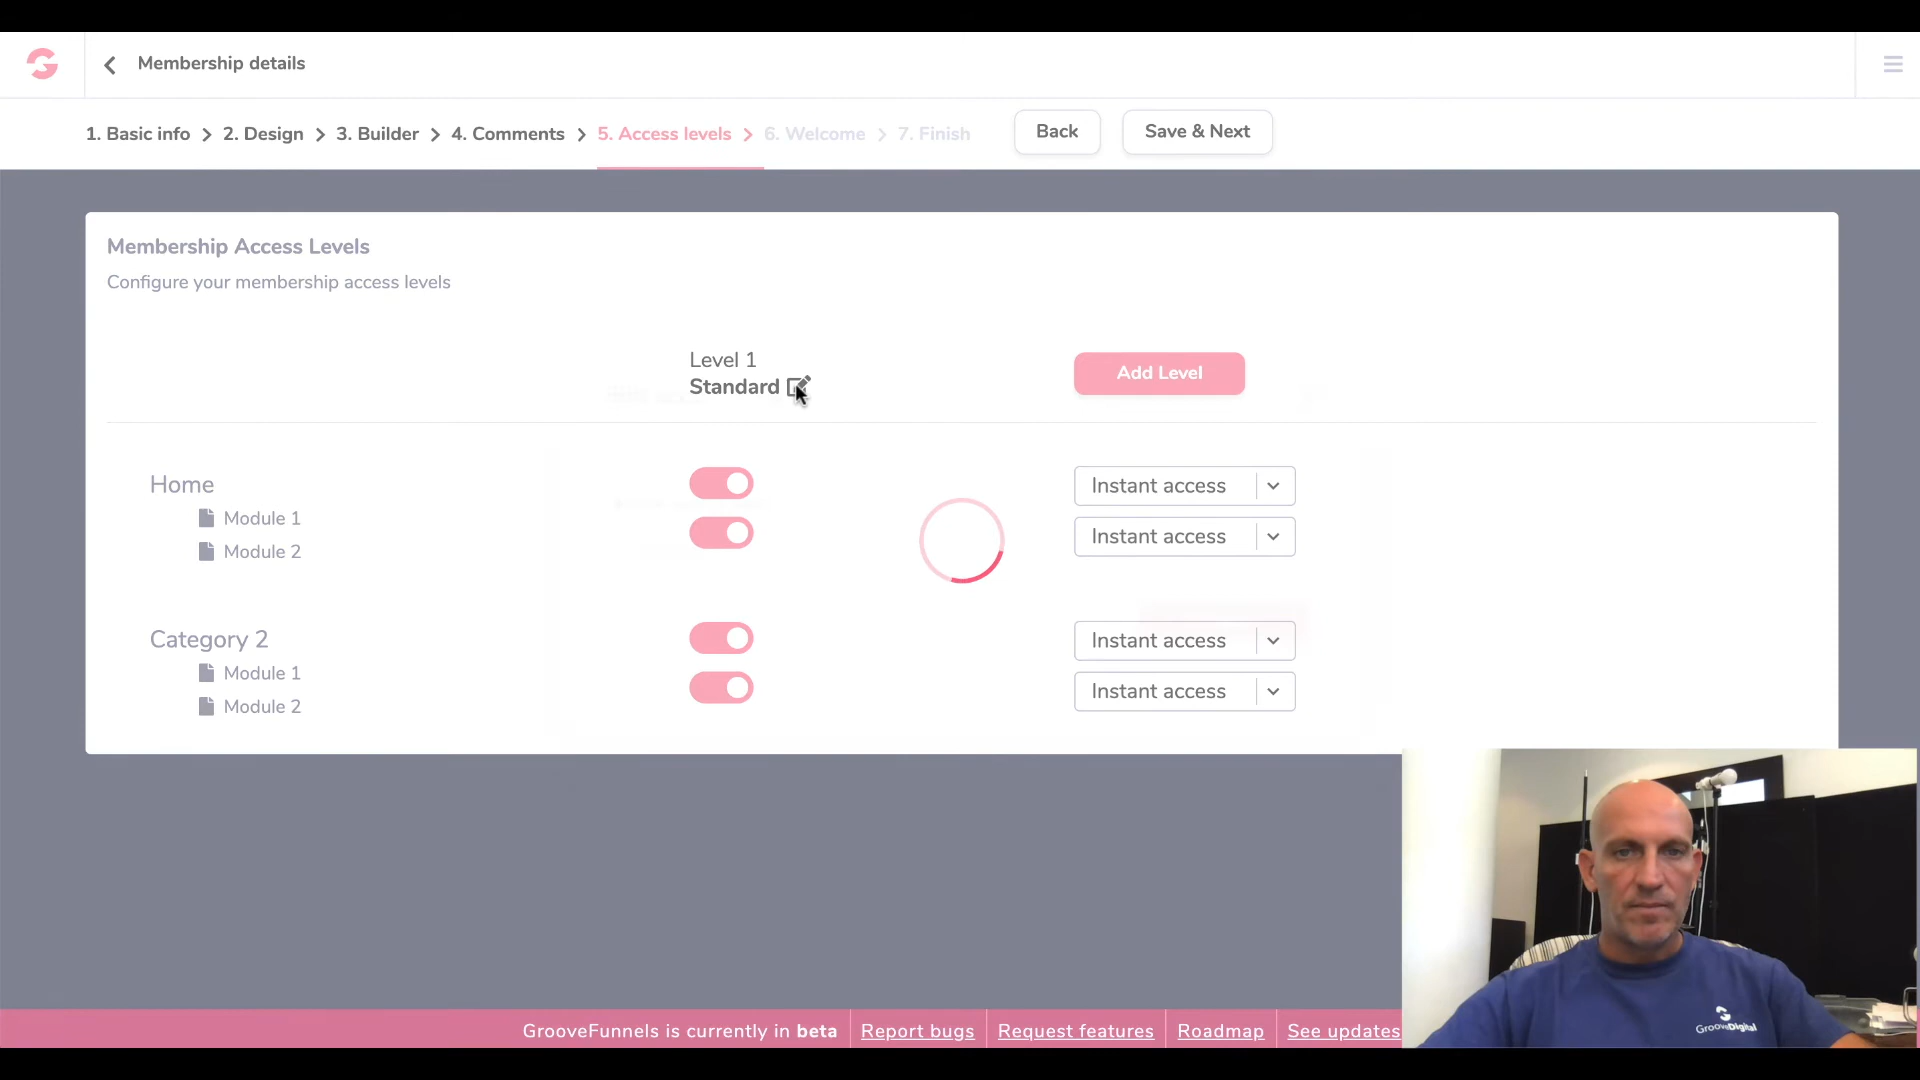 Membership details
1. Basic info > 2. Design > 3. Builder > 4. Comments > 5. Access levels > 6. Welcome > 7. Finish
Back
Save & Next
Membership Access Levels
Configure your membership access levels
Level 1
Standard
Add Level
Home
Instant access
Module 1
Instant access
Module 2
Category 2
Instant access
Module 1
Instant access
Module 2
GrooveDigital
GrooveFunnels is currently in beta
Report bugs
Request features
Roadmap
See updates